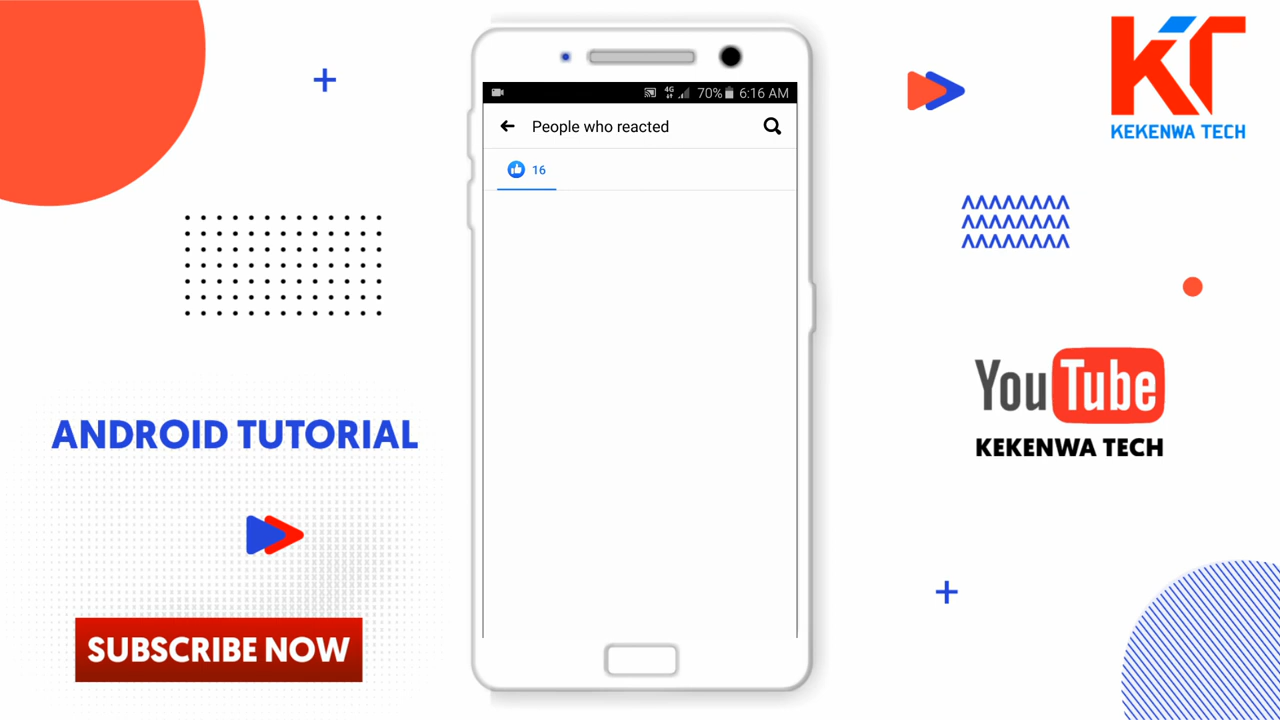 KT
KEKENWA TECH
4G
70%
6:16 AM
People who reacted
16
ANDROID TUTORIAL
SUBSCRIBE NOW
YouTube
KEKENWA TECH